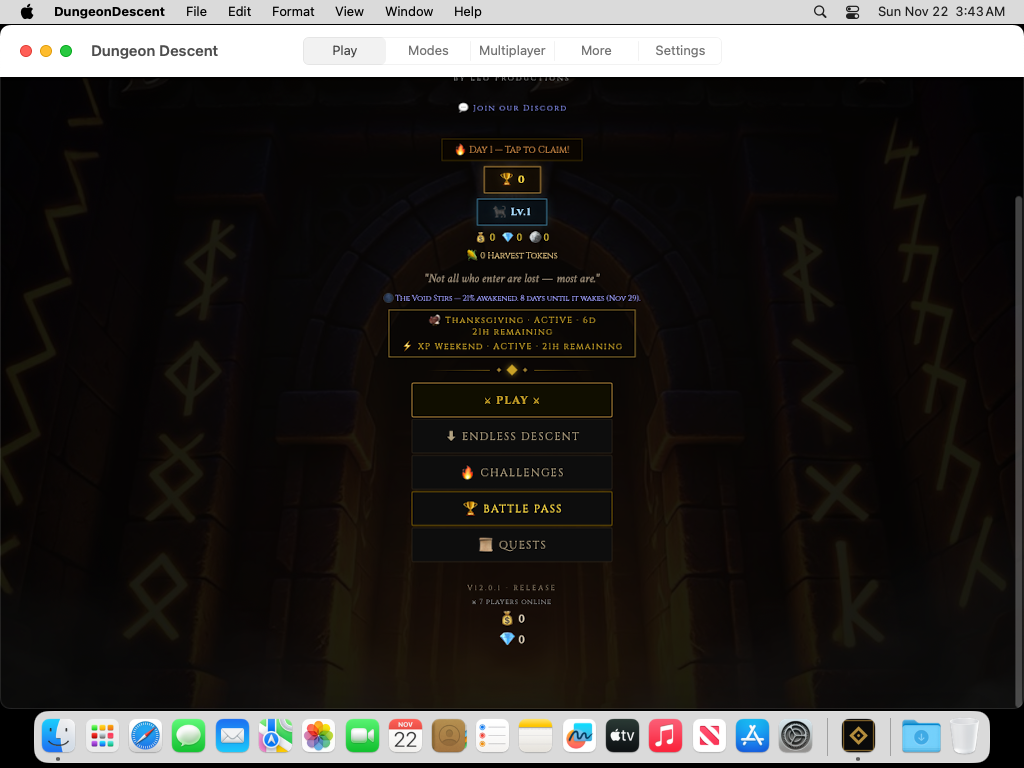 DungeonDescent File Edit Format View Window Help Sun Nov 22 3:43 AM
Dungeon Descent Play Modes Multiplayer More Settings
BY LEO PRODUCTIONS
Join our Discord
Day 1 — Tap to Claim!
0
Lv.1
0 0 0
0 Harvest Tokens
"Not all who enter are lost — most are."
The Void Stirs — 21% awakened. 8 days until it wakes (Nov 29).
Thanksgiving · ACTIVE · 6d
21h remaining
XP Weekend · ACTIVE · 21h remaining
PLAY
ENDLESS DESCENT
CHALLENGES
BATTLE PASS
QUESTS
V12.0.1 · RELEASE
7 players online
0
0
NOV
22
tv